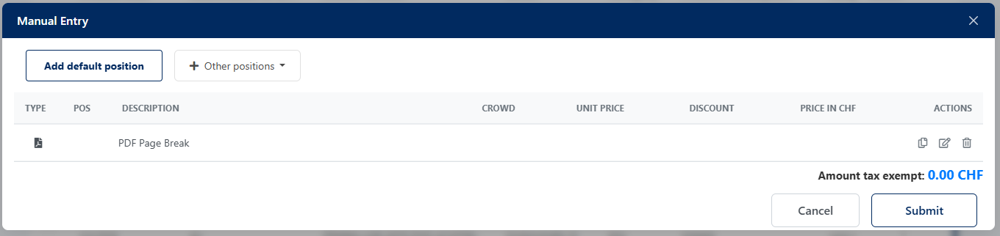 Manual Entry
Add default position
Other positions
TYPE POS DESCRIPTION CROWD UNIT PRICE DISCOUNT PRICE IN CHF ACTIONS
PDF Page Break
Amount tax exempt: 0.00 CHF
Cancel Submit